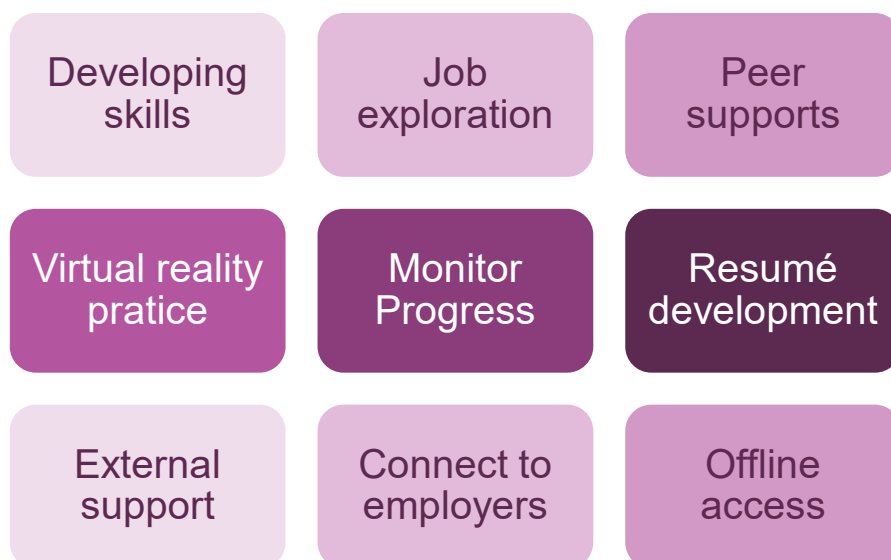 Developing
skills
Job
exploration
Peer
supports
Virtual reality
pratice
Monitor
Progress
Resumé
development
External
support
Connect to
employers
Offline
access